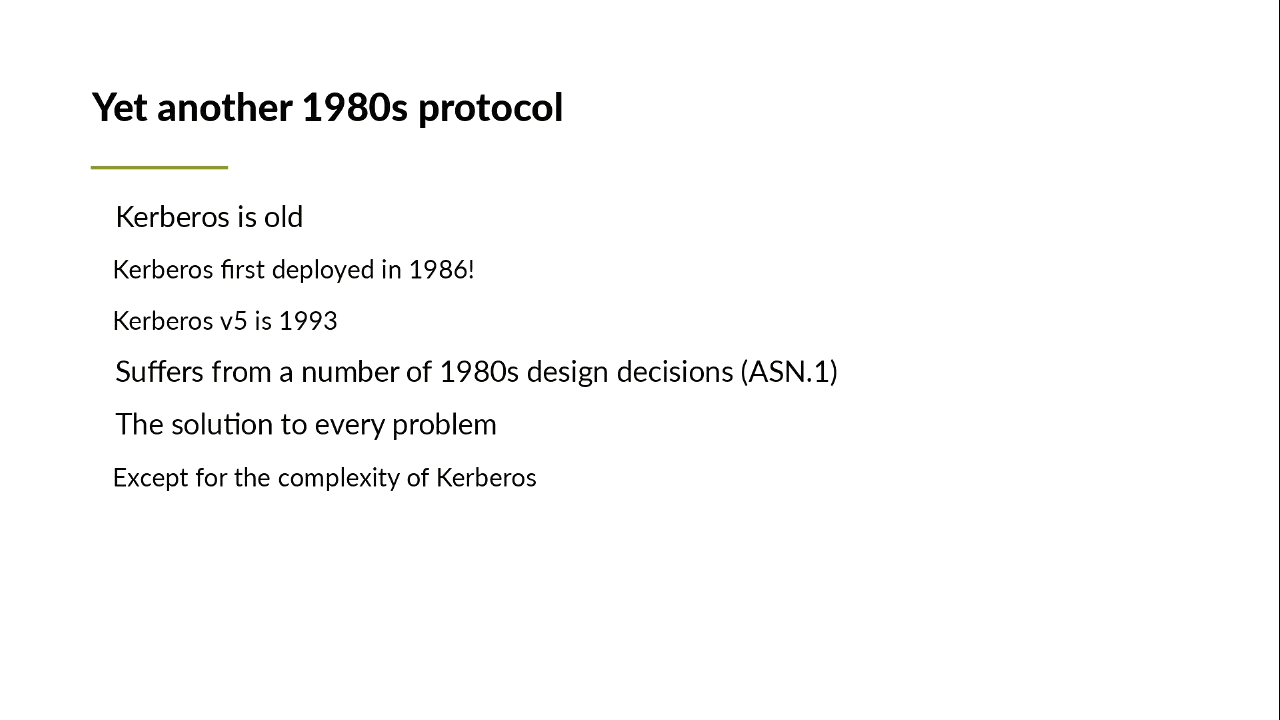 Yet another 1980s protocol
Kerberos is old
Kerberos first deployed in 1986!
Kerberos v5 is 1993
Suffers from a number of 1980s design decisions (ASN.1)
The solution to every problem
Except for the complexity of Kerberos